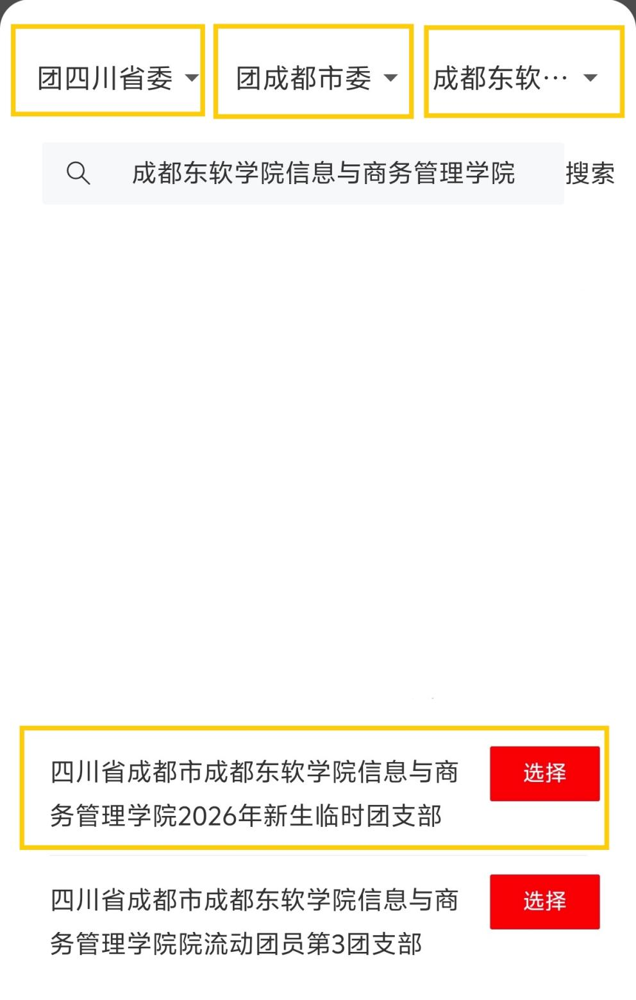 团四川省委
团成都市委
成都东软…
成都东软学院信息与商务管理学院
搜索
四川省成都市成都东软学院信息与商
务管理学院2026年新生临时团支部
选择
四川省成都市成都东软学院信息与商
务管理学院院流动团员第3团支部
选择